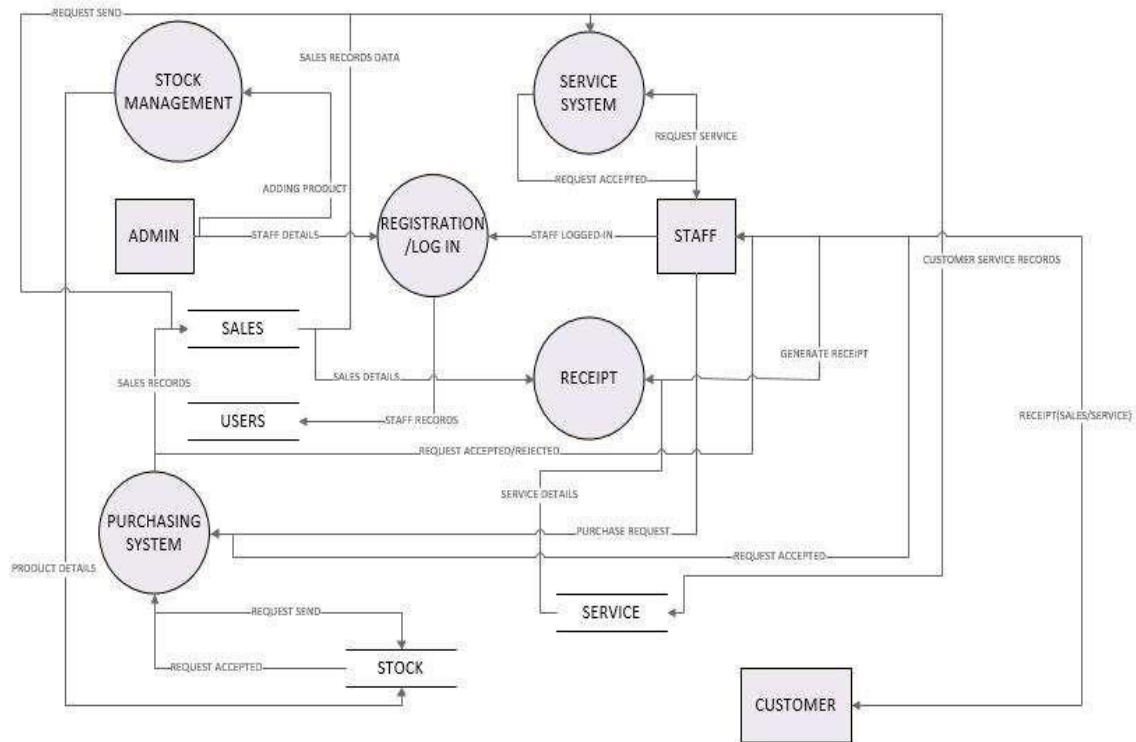 REQUEST SEND
SALES RECORDS DATA
STOCK
MANAGEMENT
SERVICE
SYSTEM
REQUEST SERVICE
REQUEST ACCEPTED
ADDING PRODUCT
ADMIN
STAFF DETAILS
REGISTRATION
/LOG IN
STAFF LOGGED-IN
STAFF
CUSTOMER SERVICE RECORDS
SALES
GENERATE RECEIPT
SALES RECORDS
SALES DETAILS
RECEIPT
USERS
STAFF RECORDS
RECEIPT(SALES/SERVICE)
REQUEST ACCEPTED/REJECTED
SERVICE DETAILS
PURCHASING
SYSTEM
PURCHASE REQUEST
REQUEST ACCEPTED
PRODUCT DETAILS
REQUEST SEND
SERVICE
REQUEST ACCEPTED
STOCK
CUSTOMER